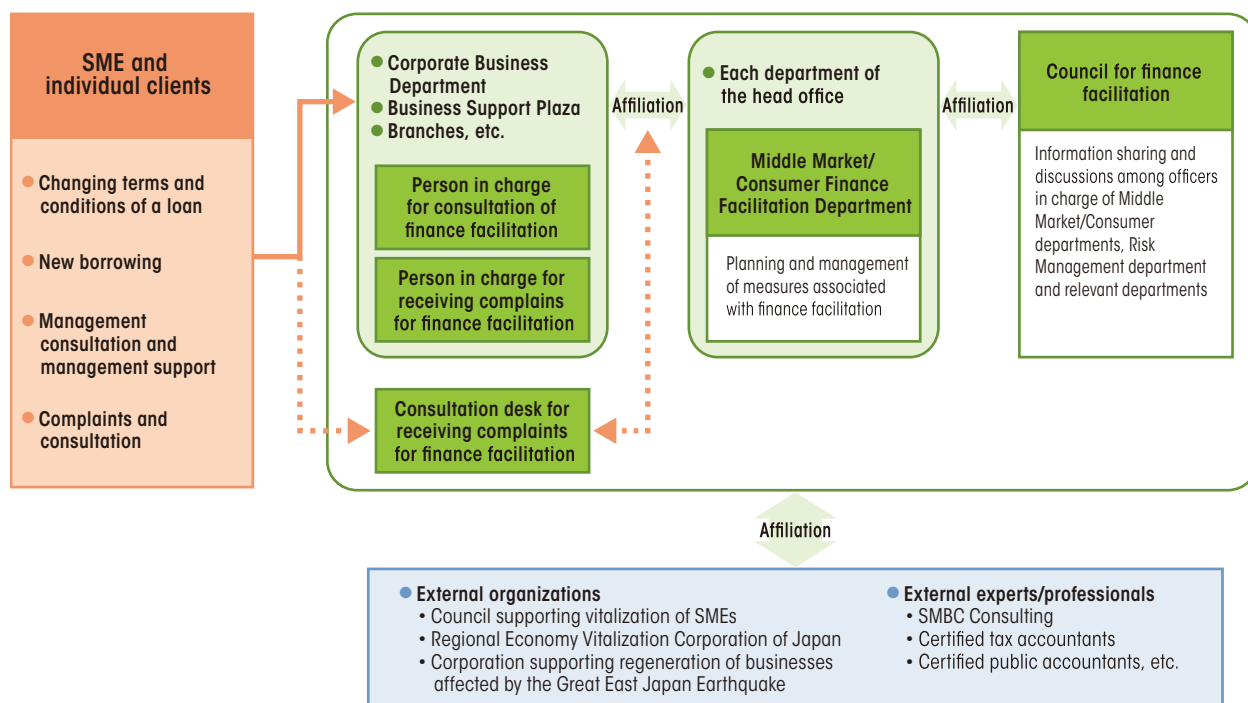 SME and
individual clients
● Changing terms and
conditions of a loan
● New borrowing
● Management
consultation and
management support
● Complaints and
consultation
● Corporate Business
Department
● Business Support Plaza
● Branches, etc.
Person in charge
for consultation of
finance facilitation
Person in charge for
receiving complains
for finance facilitation
Consultation desk for
receiving complaints
for finance facilitation
Affiliation
● Each department of
the head office
Middle Market/
Consumer Finance
Facilitation Department
Planning and management
of measures associated
with finance facilitation
Affiliation
Council for finance
facilitation
Information sharing and
discussions among officers
in charge of Middle
Market/Consumer
departments, Risk
Management department
and relevant departments
Affiliation
● External organizations
• Council supporting vitalization of SMEs
• Regional Economy Vitalization Corporation of Japan
• Corporation supporting regeneration of businesses
affected by the Great East Japan Earthquake
● External experts/professionals
• SMBC Consulting
• Certified tax accountants
• Certified public accountants, etc.